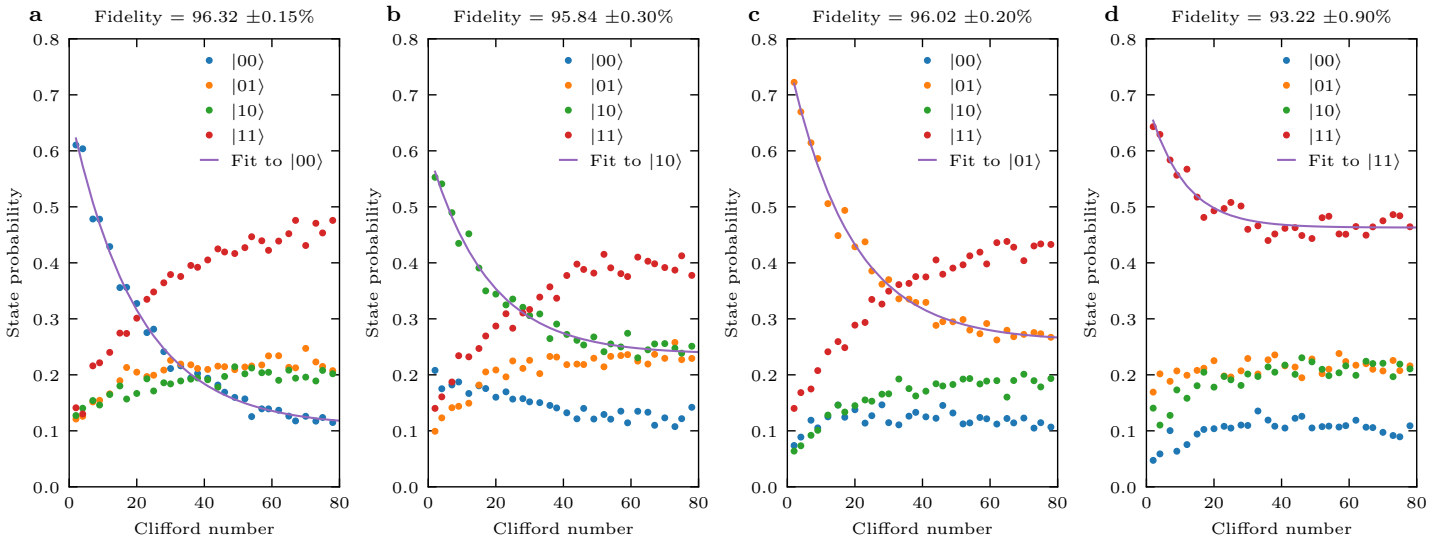 a
Fidelity = 96.32 ±0.15%
0.8
0.7
0.6
0.5
0.4
0.3
0.2
0.1
0.0
State probability
|00⟩
|01⟩
|10⟩
|11⟩
Fit to |00⟩
0 20 40 60 80
Clifford number
b
Fidelity = 95.84 ±0.30%
0.8
0.7
0.6
0.5
0.4
0.3
0.2
0.1
0.0
State probability
|00⟩
|01⟩
|10⟩
|11⟩
Fit to |10⟩
0 20 40 60 80
Clifford number
c
Fidelity = 96.02 ±0.20%
0.8
0.7
0.6
0.5
0.4
0.3
0.2
0.1
0.0
State probability
|00⟩
|01⟩
|10⟩
|11⟩
Fit to |01⟩
0 20 40 60 80
Clifford number
d
Fidelity = 93.22 ±0.90%
0.8
0.7
0.6
0.5
0.4
0.3
0.2
0.1
0.0
State probability
|00⟩
|01⟩
|10⟩
|11⟩
Fit to |11⟩
0 20 40 60 80
Clifford number